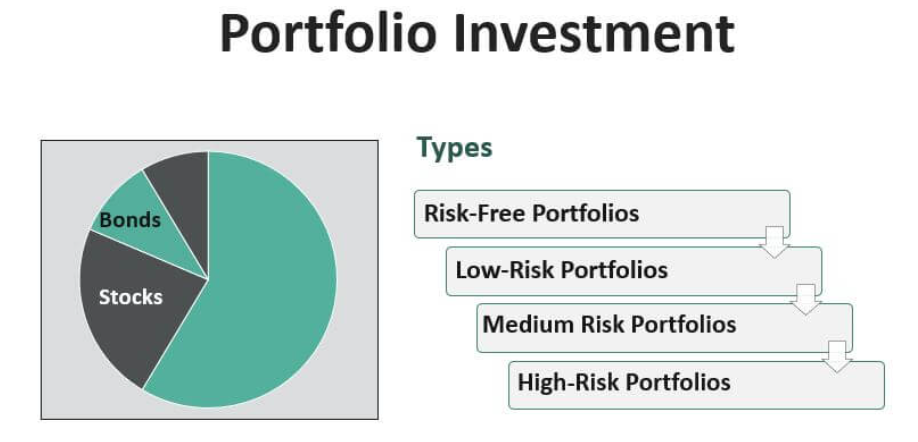 Portfolio Investment
Bonds
Stocks
Types
Risk-Free Portfolios
Low-Risk Portfolios
Medium Risk Portfolios
High-Risk Portfolios